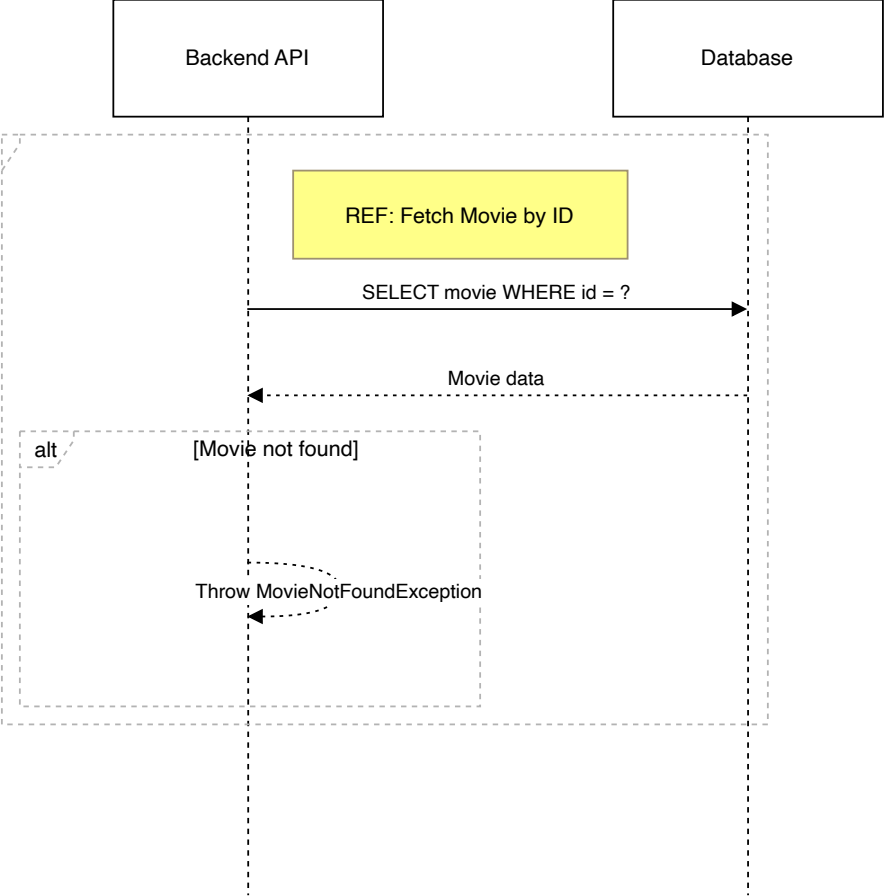 Backend API
Database
REF: Fetch Movie by ID
SELECT movie WHERE id = ?
Movie data
alt
[Movie not found]
Throw MovieNotFoundException